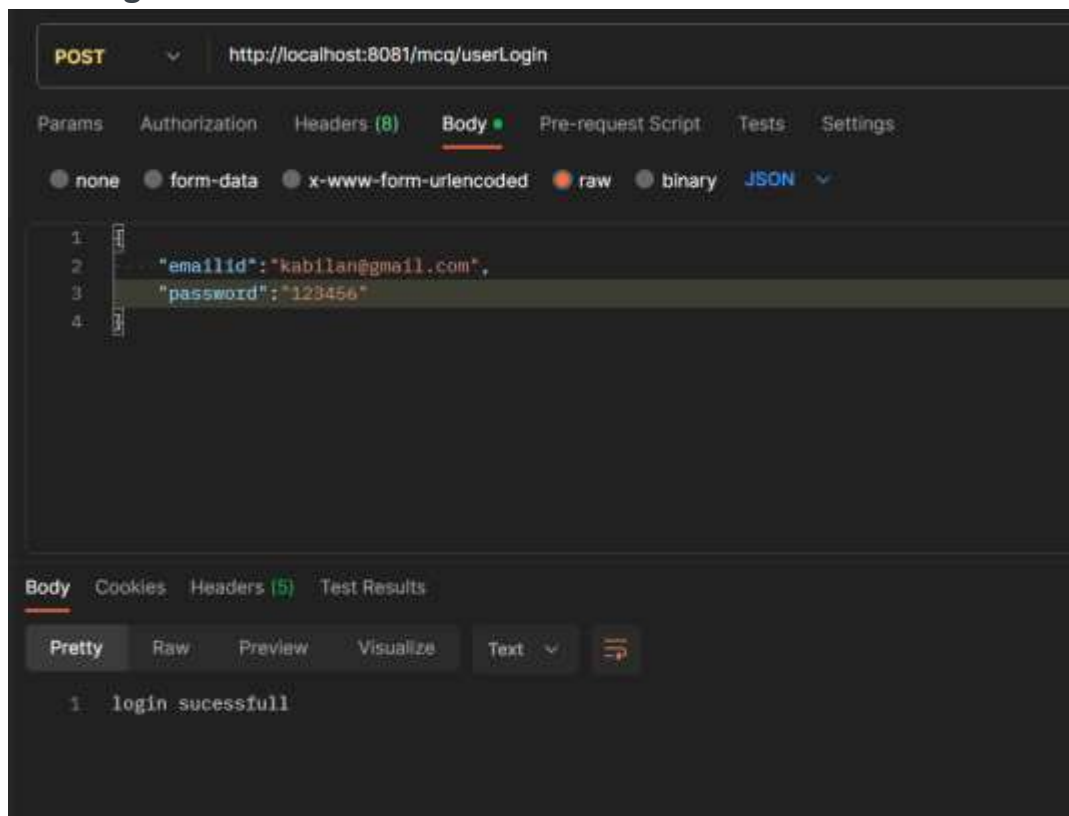 POST http://localhost:8081/mcq/userLogin
Params Authorization Headers (8) Body Pre-request Script Tests Settings
none form-data x-www-form-urlencoded raw binary JSON
1 {
2 "emailid":"kabilan@gmail.com",
3 "password":"123456"
4 }
Body Cookies Headers (5) Test Results
Pretty Raw Preview Visualize Text
1 login sucessfull